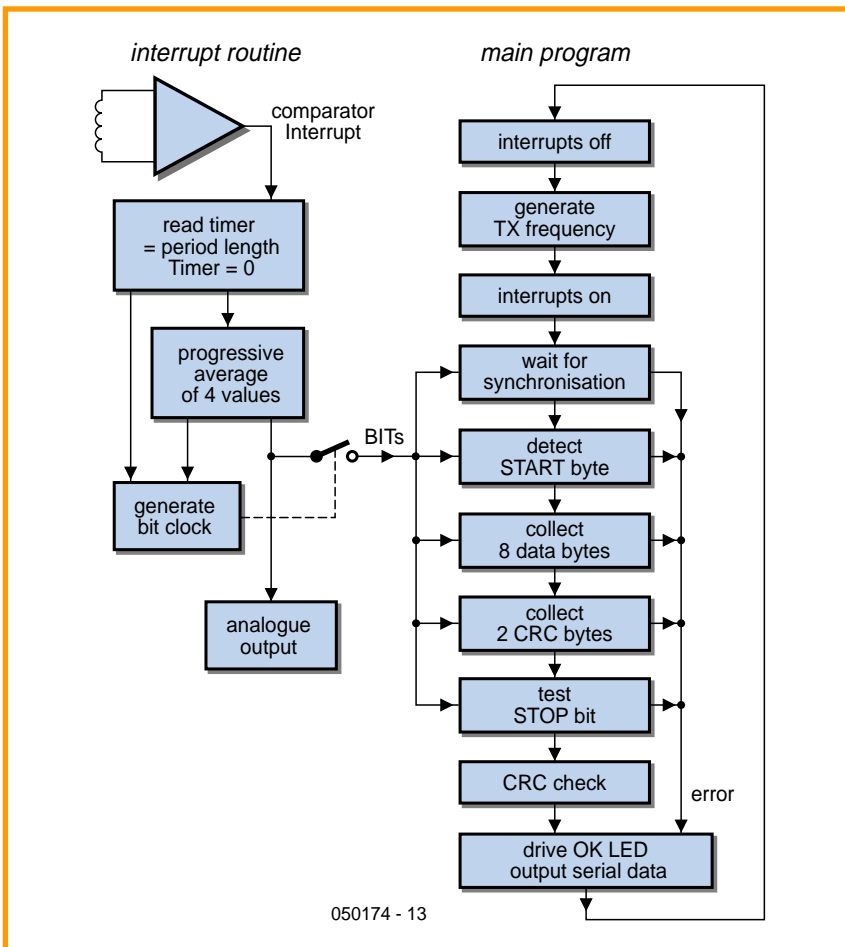 interrupt routine
comparator
Interrupt
read timer
= period length
Timer = 0
progressive
average
of 4 values
generate
bit clock
analogue
output
BITs
main program
interrupts off
generate
TX frequency
interrupts on
wait for
synchronisation
detect
START byte
collect
8 data bytes
collect
2 CRC bytes
test
STOP bit
CRC check
error
drive OK LED
output serial data
050174 - 13